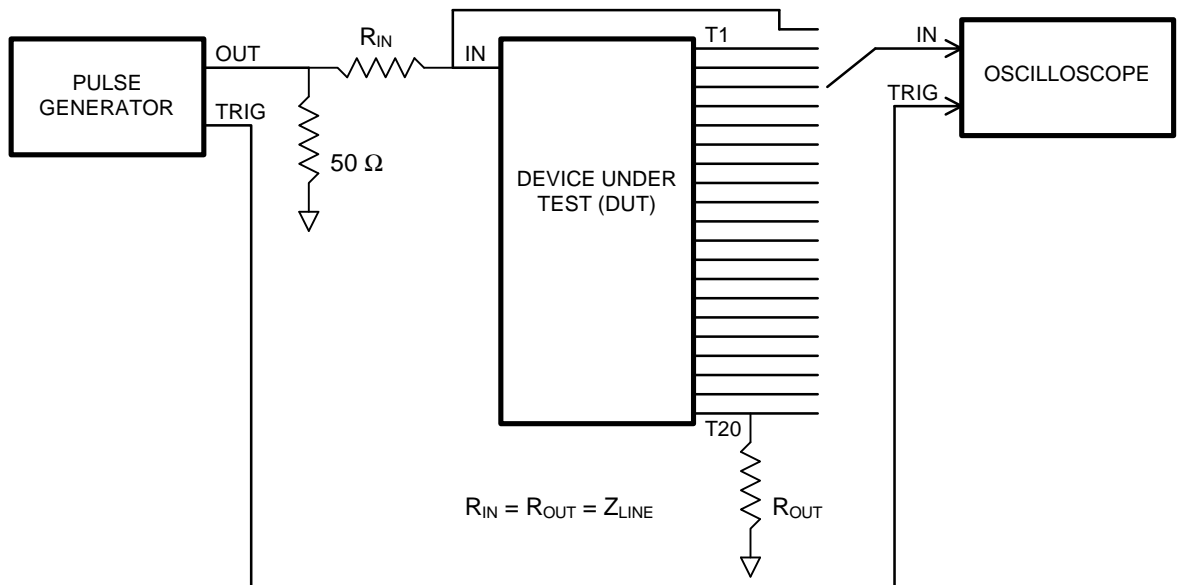 PULSE
GENERATOR
OUT
TRIG
50 Ω
R_IN
IN
DEVICE UNDER
TEST (DUT)
T1
T20
R_OUT
R_IN = R_OUT = Z_LINE
IN
TRIG
OSCILLOSCOPE